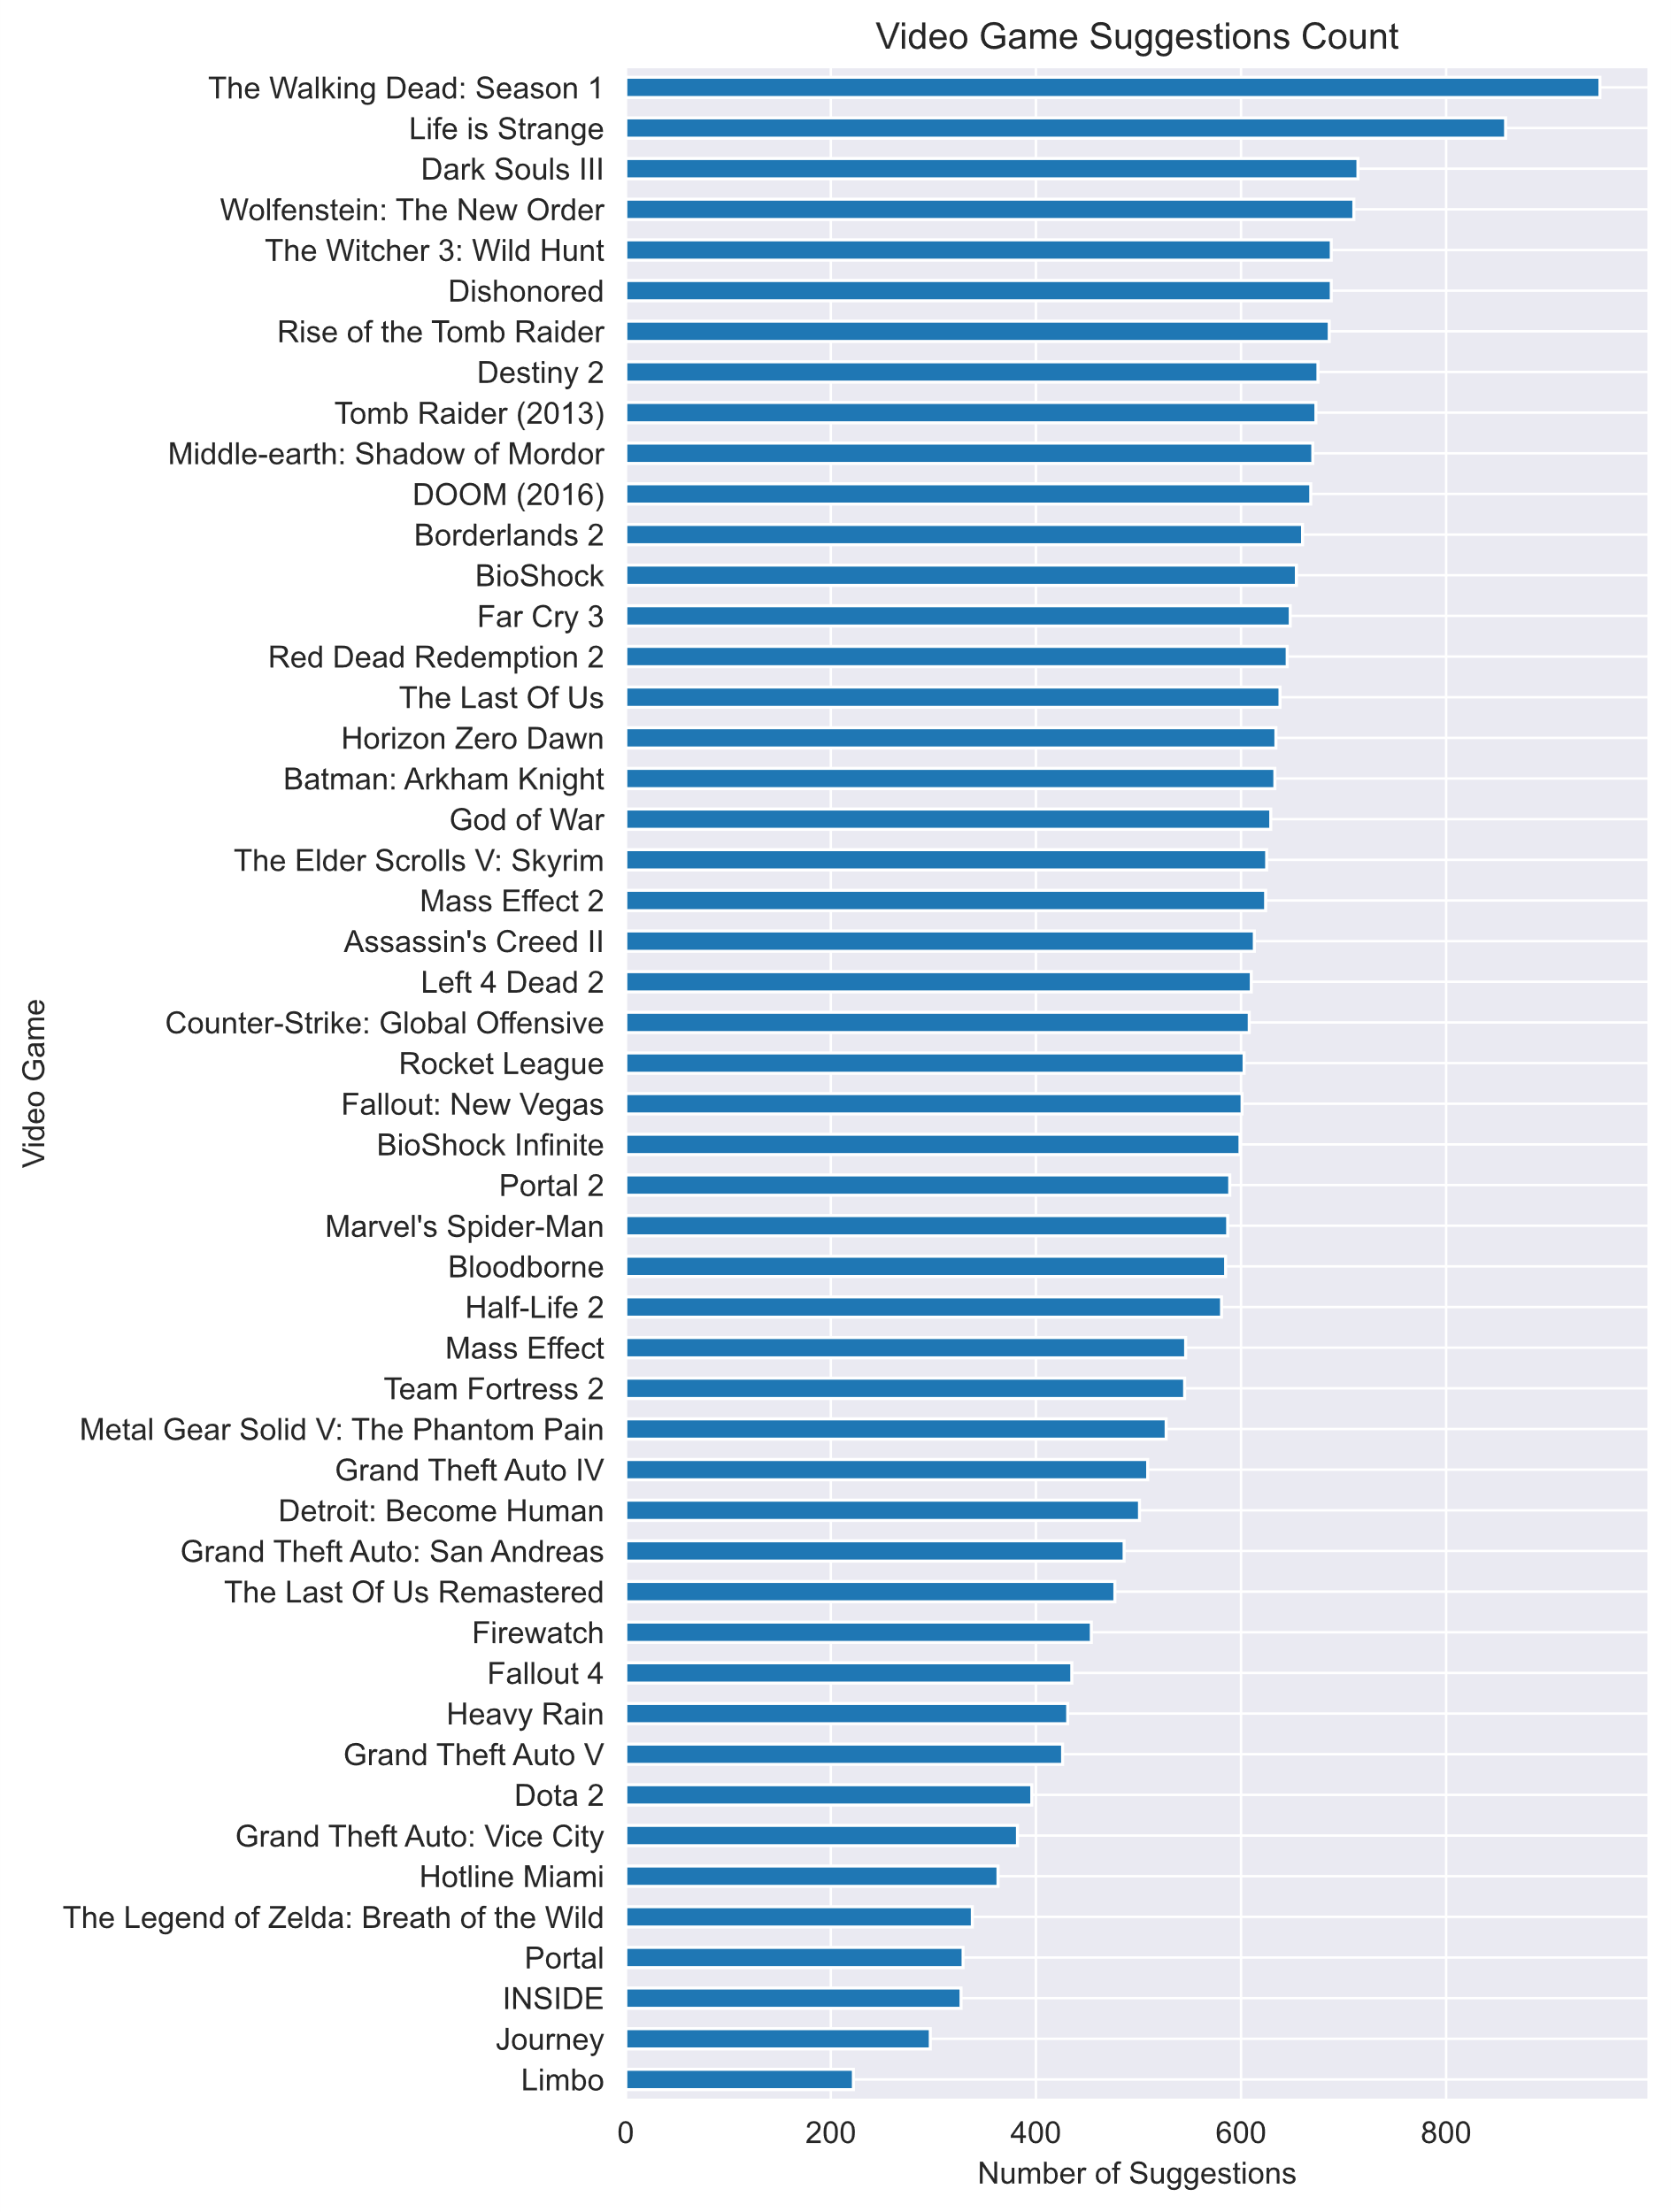 Video Game Suggestions Count
The Walking Dead: Season 1
Life is Strange
Dark Souls III
Wolfenstein: The New Order
The Witcher 3: Wild Hunt
Dishonored
Rise of the Tomb Raider
Destiny 2
Tomb Raider (2013)
Middle-earth: Shadow of Mordor
DOOM (2016)
Borderlands 2
BioShock
Far Cry 3
Red Dead Redemption 2
The Last Of Us
Horizon Zero Dawn
Batman: Arkham Knight
God of War
The Elder Scrolls V: Skyrim
Mass Effect 2
Assassin's Creed II
Left 4 Dead 2
Counter-Strike: Global Offensive
Rocket League
Fallout: New Vegas
BioShock Infinite
Portal 2
Marvel's Spider-Man
Bloodborne
Half-Life 2
Mass Effect
Team Fortress 2
Metal Gear Solid V: The Phantom Pain
Grand Theft Auto IV
Detroit: Become Human
Grand Theft Auto: San Andreas
The Last Of Us Remastered
Firewatch
Fallout 4
Heavy Rain
Grand Theft Auto V
Dota 2
Grand Theft Auto: Vice City
Hotline Miami
The Legend of Zelda: Breath of the Wild
Portal
INSIDE
Journey
Limbo
Video Game
0 200 400 600 800
Number of Suggestions